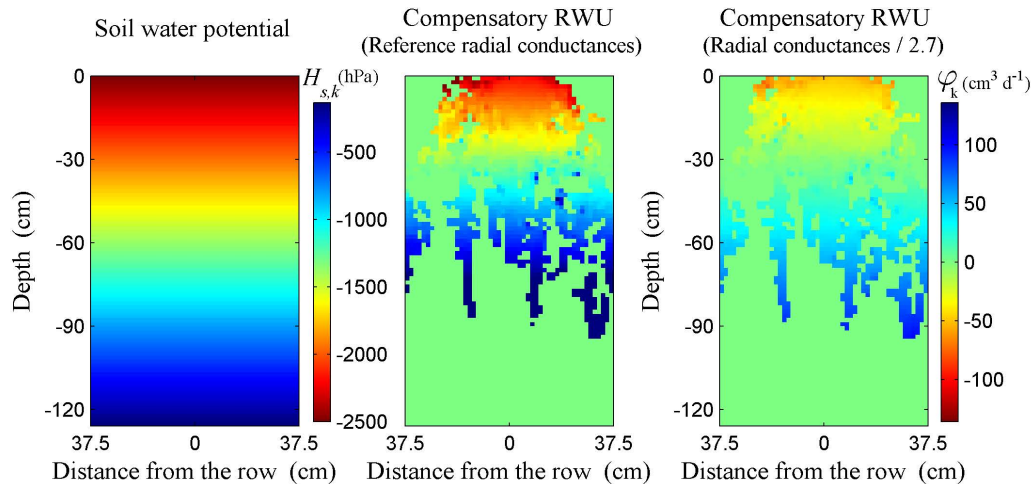 Soil water potential
Compensatory RWU
(Reference radial conductances)
Compensatory RWU
(Radial conductances / 2.7)
H s,k (hPa)
φk (cm³ d⁻¹)
0
-30
-60
-90
-120
Depth (cm)
37.5 0 37.5
Distance from the row (cm)
-500
-1000
-1500
-2000
-2500
37.5 0 37.5
Distance from the row (cm)
0
-30
-60
-90
-120
Depth (cm)
37.5 0 37.5
Distance from the row (cm)
100
50
0
-50
-100